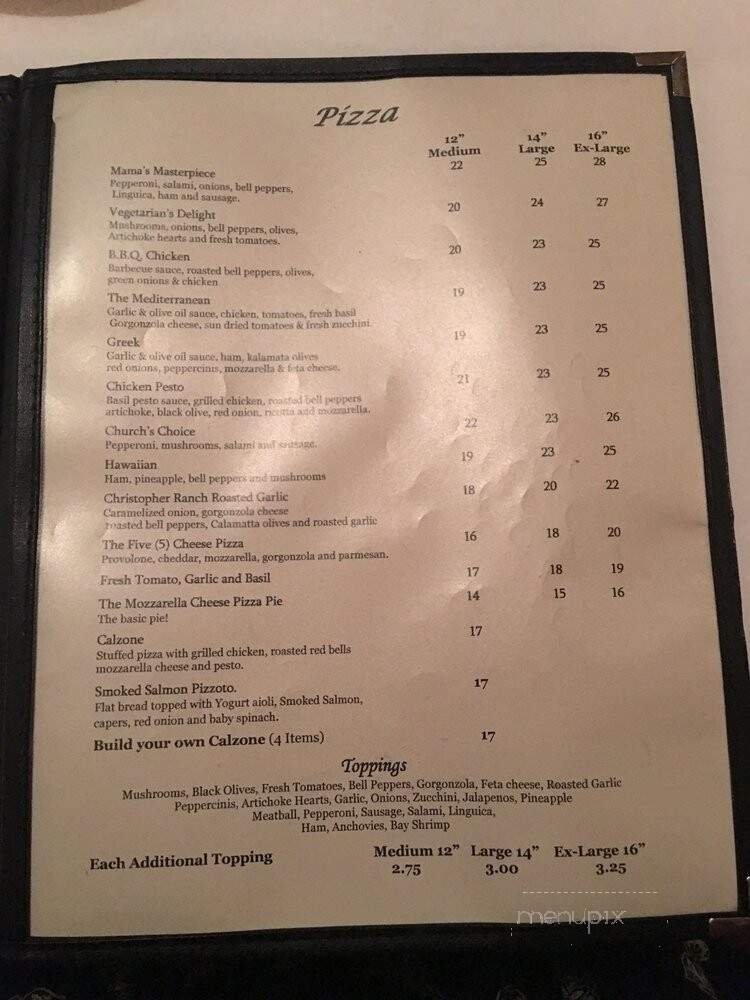 Pizza
12" 14" 16"
Medium Large Ex-Large
Mama's Masterpiece 22 25 28
Pepperoni, salami, onions, bell peppers,
Linguica, ham and sausage.
Vegetarian's Delight 20 24 27
Mushrooms, onions, bell peppers, olives,
Artichoke hearts and fresh tomatoes.
B.B.Q. Chicken 20 23 25
Barbecue sauce, roasted bell peppers, olives,
green onions & chicken
The Mediterranean 19 23 25
Garlic & olive oil sauce, chicken, tomatoes, fresh basil
Gorgonzola cheese, sun dried tomatoes & fresh zucchini
Greek 19 23 25
Garlic & olive oil sauce, ham, kalamata olives
red onions, peppercinis, mozzarella & feta cheese.
Chicken Pesto 21 23 25
Basil pesto sauce, grilled chicken, roasted bell peppers
artichoke, black olive, red onion, ricotta and mozzarella.
Church's Choice 22 23 26
Pepperoni, mushrooms, salami and sausage.
Hawaiian 19 23 25
Ham, pineapple, bell peppers and mushrooms
Christopher Ranch Roasted Garlic 18 20 22
Caramelized onion, gorgonzola cheese
roasted bell peppers, Calamatta olives and roasted garlic
The Five (5) Cheese Pizza 16 18 20
Provolone, cheddar, mozzarella, gorgonzola and parmesan.
Fresh Tomato, Garlic and Basil 17 18 19
The Mozzarella Cheese Pizza Pie 14 15 16
The basic pie!
Calzone 17
Stuffed pizza with grilled chicken, roasted red bells
mozzarella cheese and pesto.
Smoked Salmon Pizzoto. 17
Flat bread topped with Yogurt aioli, Smoked Salmon,
capers, red onion and baby spinach.
Build your own Calzone (4 Items) 17
Toppings
Mushrooms, Black Olives, Fresh Tomatoes, Bell Peppers, Gorgonzola, Feta cheese, Roasted Garlic
Peppercinis, Artichoke Hearts, Garlic, Onions, Zucchini, Jalapenos, Pineapple
Meatball, Pepperoni, Sausage, Salami, Linguica,
Ham, Anchovies, Bay Shrimp
Each Additional Topping Medium 12" Large 14" Ex-Large 16"
2.75 3.00 3.25
menupix